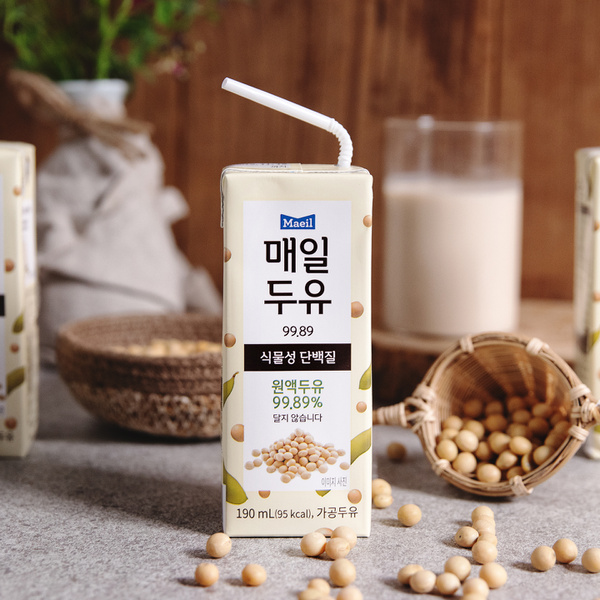 Maeil
매일
두유
99.89
식물성 단백질
원액두유
99.89%
달지 않습니다
이미지 사진
190 mL(95 kcal), 가공두유